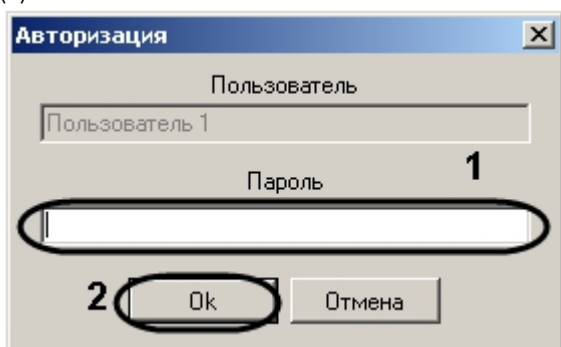 Авторизация
Пользователь
Пользователь 1
1
Пароль
2 Ok Отмена